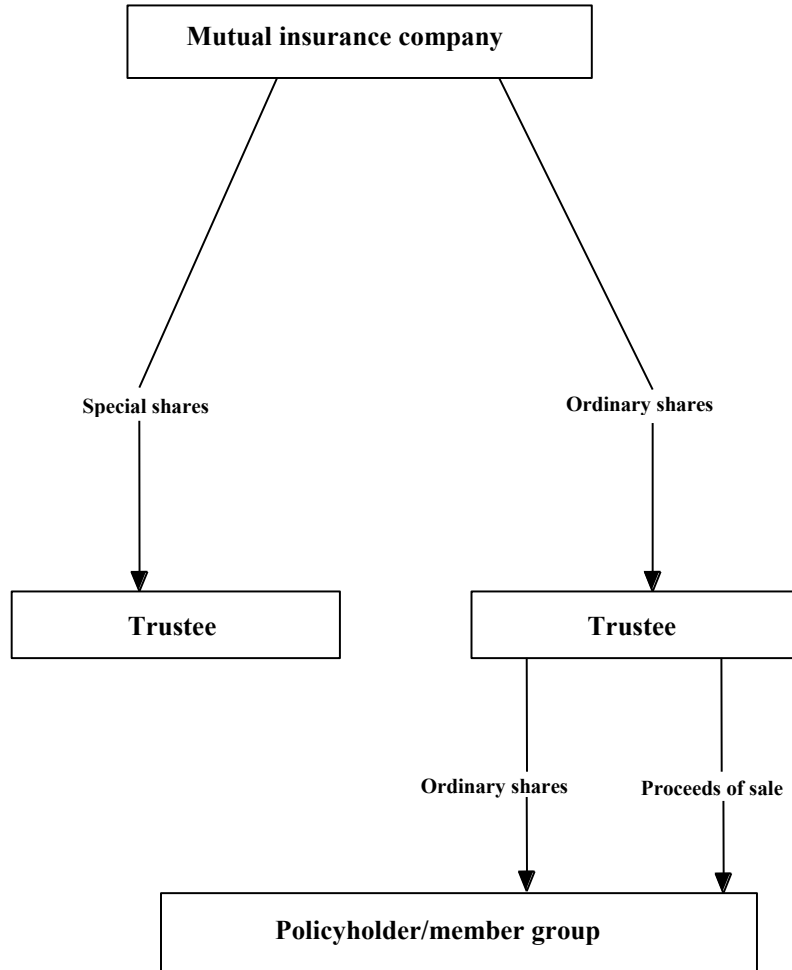 Mutual insurance company
Special shares
Ordinary shares
Trustee
Trustee
Ordinary shares
Proceeds of sale
Policyholder/member group